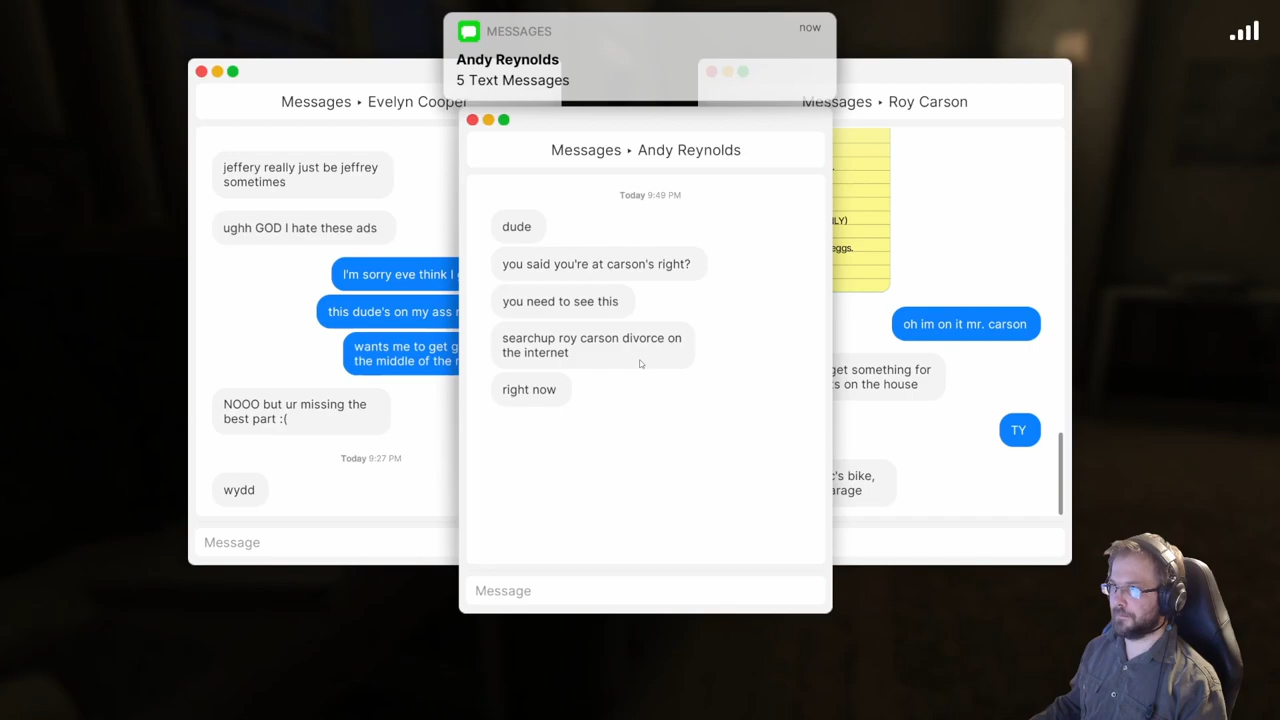 MESSAGES
now
Andy Reynolds
5 Text Messages
Messages ▸ Evelyn Cooper
jeffery really just be jeffrey
sometimes
ughh GOD I hate these ads
I'm sorry eve think I
this dude's on my ass
wants me to get
the middle of the
NOOO but ur missing the
best part :(
Today 9:27 PM
wydd
Message
Messages ▸ Andy Reynolds
Today 9:49 PM
dude
you said you're at carson's right?
you need to see this
searchup roy carson divorce on
the internet
right now
Message
Messages ▸ Roy Carson
LY)
eggs.
oh im on it mr. carson
get something for
on the house
TY
bike,